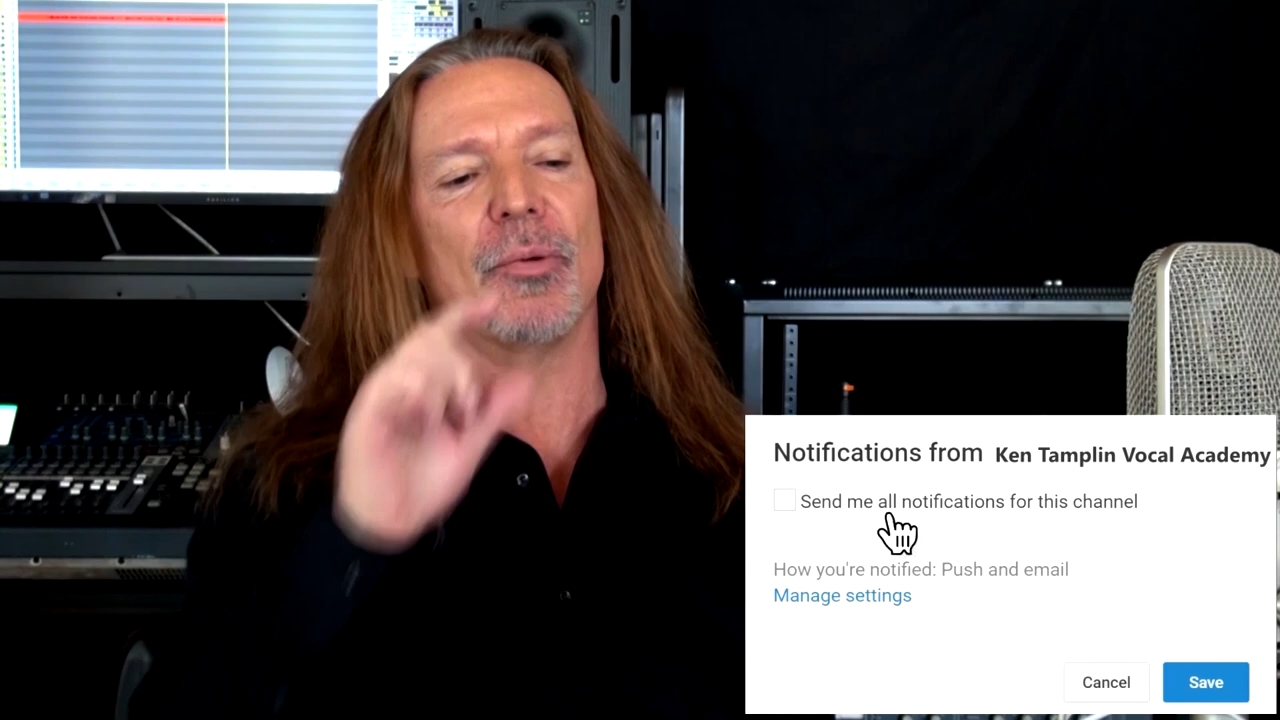 Notifications from Ken Tamplin Vocal Academy
Send me all notifications for this channel
How you're notified: Push and email
Manage settings
Cancel Save
PHILIPS